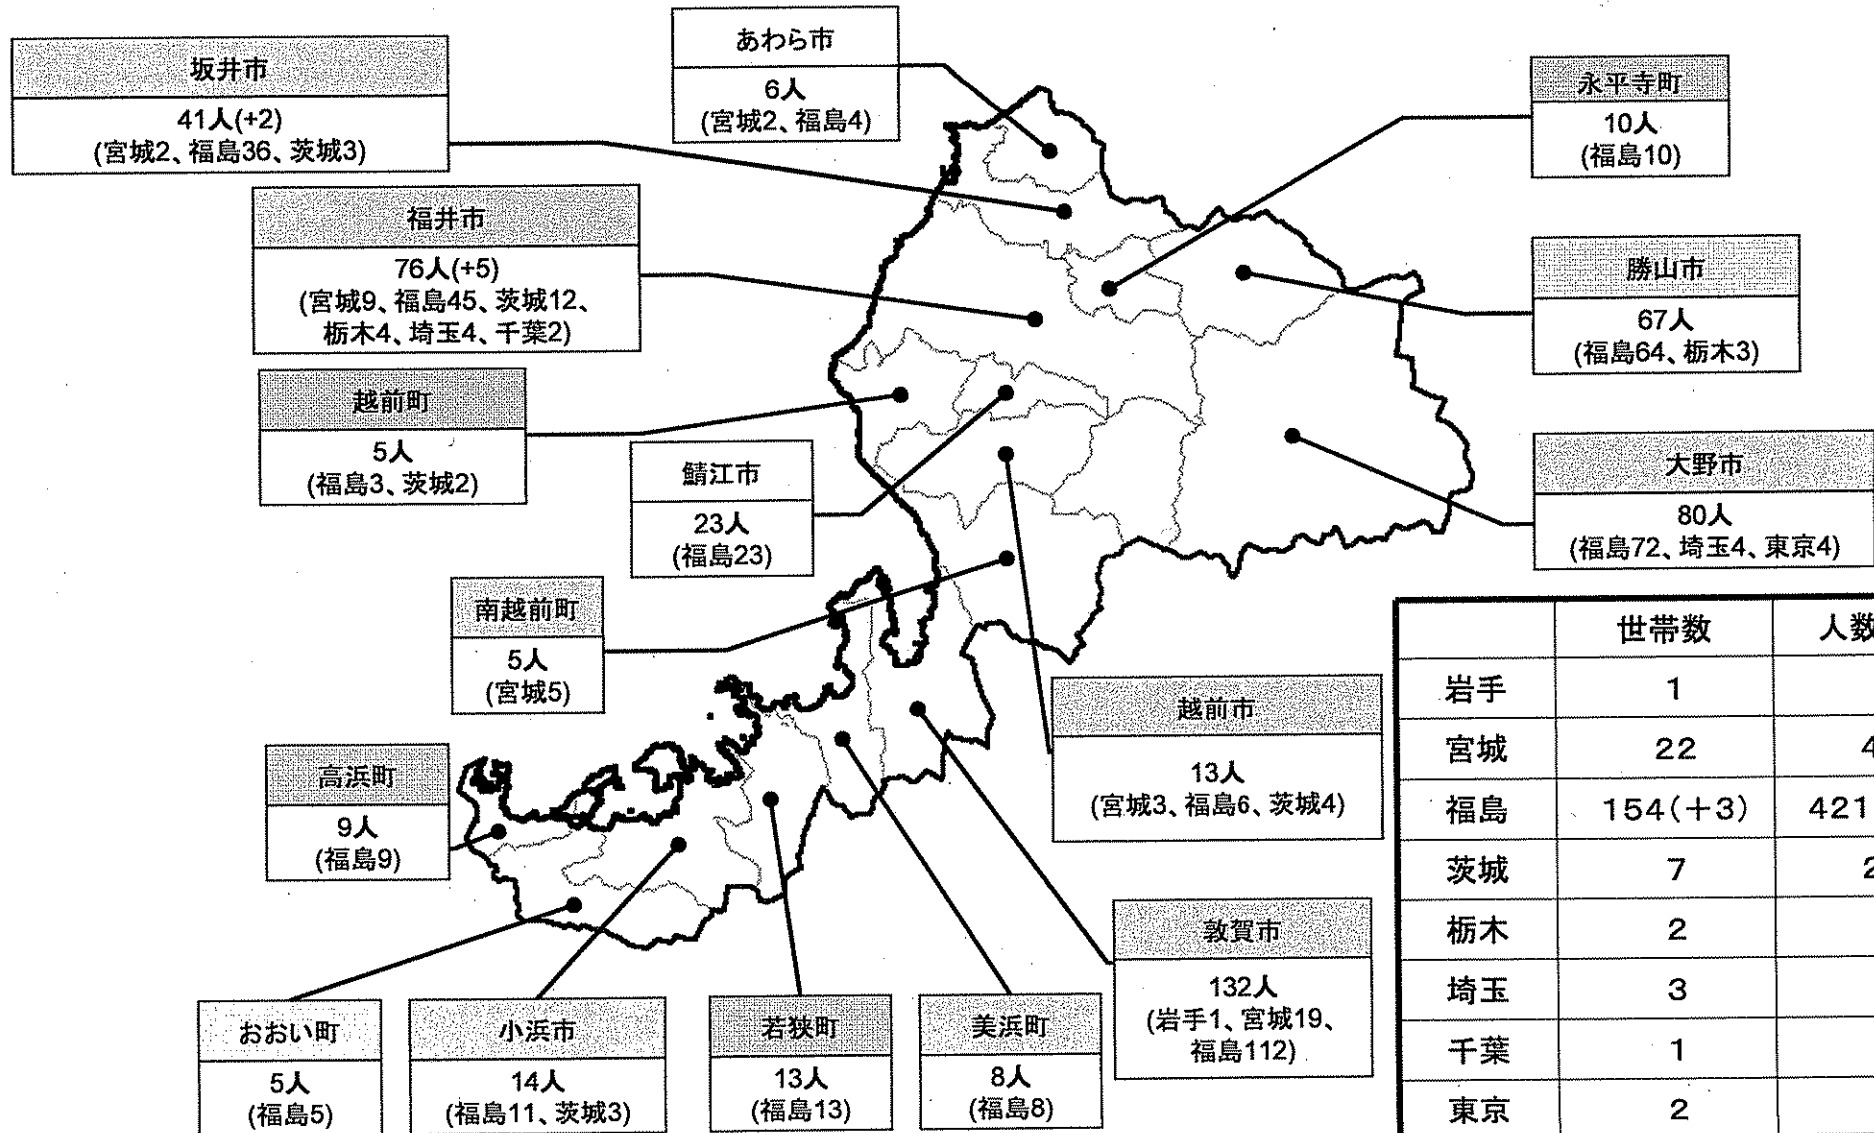 坂井市
41人(+2)
(宮城2、福島36、茨城3)
あわら市
6人
(宮城2、福島4)
永平寺町
10人
(福島10)
福井市
76人(+5)
(宮城9、福島45、茨城12、
栃木4、埼玉4、千葉2)
勝山市
67人
(福島64、栃木3)
越前町
5人
(福島3、茨城2)
鯖江市
23人
(福島23)
大野市
80人
(福島72、埼玉4、東京4)
南越前町
5人
(宮城5)
越前市
13人
(宮城3、福島6、茨城4)
高浜町
9人
(福島9)
敦賀市
132人
(岩手1、宮城19、
福島112)
おおい町
5人
(福島5)
小浜市
14人
(福島11、茨城3)
若狭町
13人
(福島13)
美浜町
8人
(福島8)
世帯数 人数
岩手 1
宮城 22 4
福島 154(+3) 421
茨城 7 2
栃木 2
埼玉 3
千葉 1
東京 2